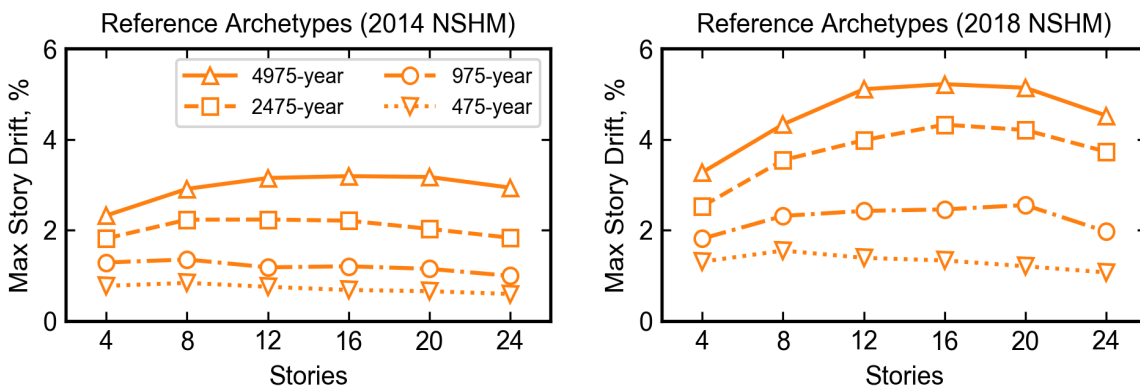 Reference Archetypes (2014 NSHM)
Max Story Drift, %
6
4
2
0
4975-year
2475-year
975-year
475-year
4 8 12 16 20 24
Stories
Reference Archetypes (2018 NSHM)
Max Story Drift, %
6
4
2
0
4 8 12 16 20 24
Stories